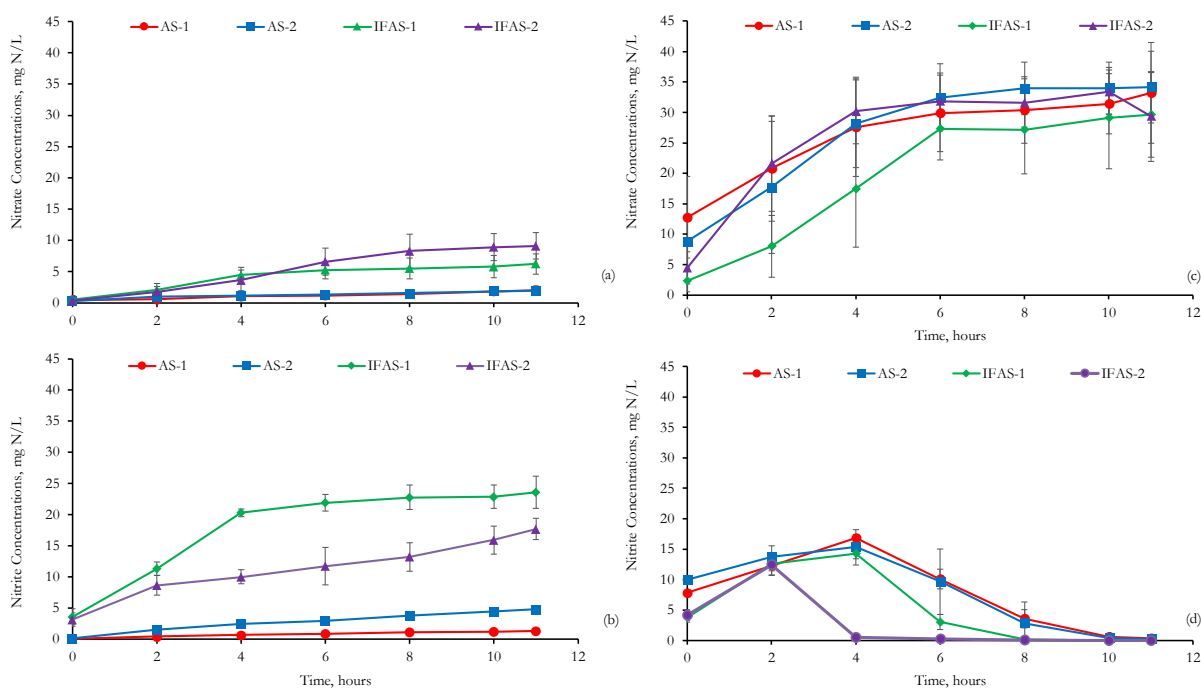 AS-1 AS-2 IFAS-1 IFAS-2
Nitrate Concentrations, mg N/L
45
40
35
30
25
20
15
10
5
0
0 2 4 6 8 10 12
(a)
AS-1 AS-2 IFAS-1 IFAS-2
Nitrate Concentrations, mg N/L
45
40
35
30
25
20
15
10
5
0
0 2 4 6 8 10 12
Time, hours
(c)
AS-1 AS-2 IFAS-1 IFAS-2
Nitrite Concentrations, mg N/L
45
40
35
30
25
20
15
10
5
0
0 2 4 6 8 10 12
Time, hours
(b)
AS-1 AS-2 IFAS-1 IFAS-2
Nitrite Concentrations, mg N/L
45
40
35
30
25
20
15
10
5
0
0 2 4 6 8 10 12
Time, hours
(d)